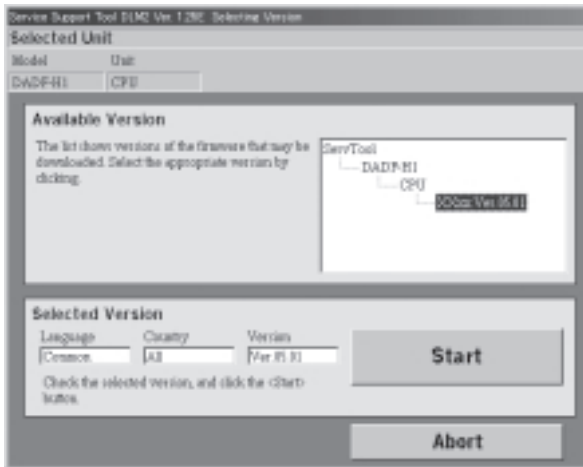 Service Support Tool DLM2 Ver. 1.28E Selecting Version
Selected Unit
Model Unit
DADF-H1 CPU
Available Version
The list shows versions of the firmware that may be
downloaded. Select the appropriate version by
clicking.
ServTool
DADF-H1
CPU
Ver.05.01
Selected Version
Language Country Version
Common All Ver.05.01
Check the selected version, and click the <Start>
button.
Start
Abort